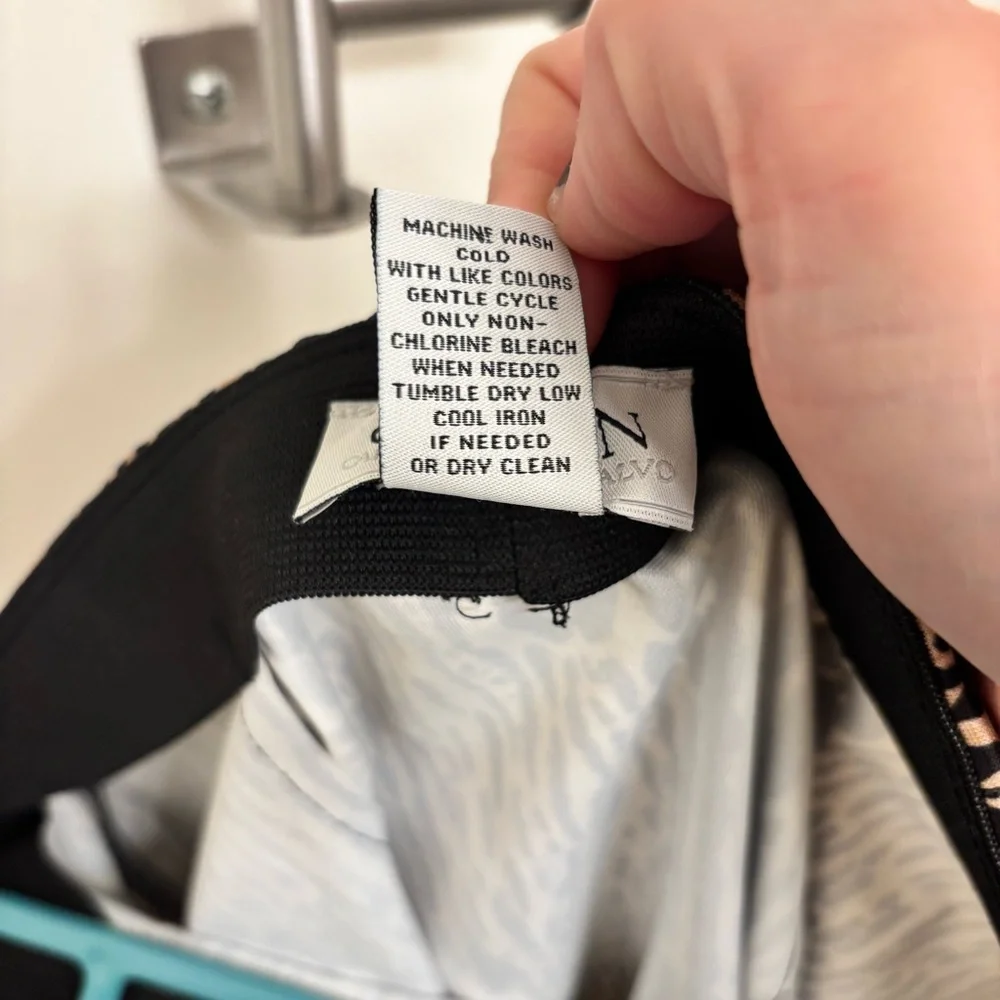 MACHINE WASH
COLD
WITH LIKE COLORS
GENTLE CYCLE
ONLY NON-
CHLORINE BLEACH
WHEN NEEDED
TUMBLE DRY LOW
COOL IRON
IF NEEDED
OR DRY CLEAN
N
ALVO